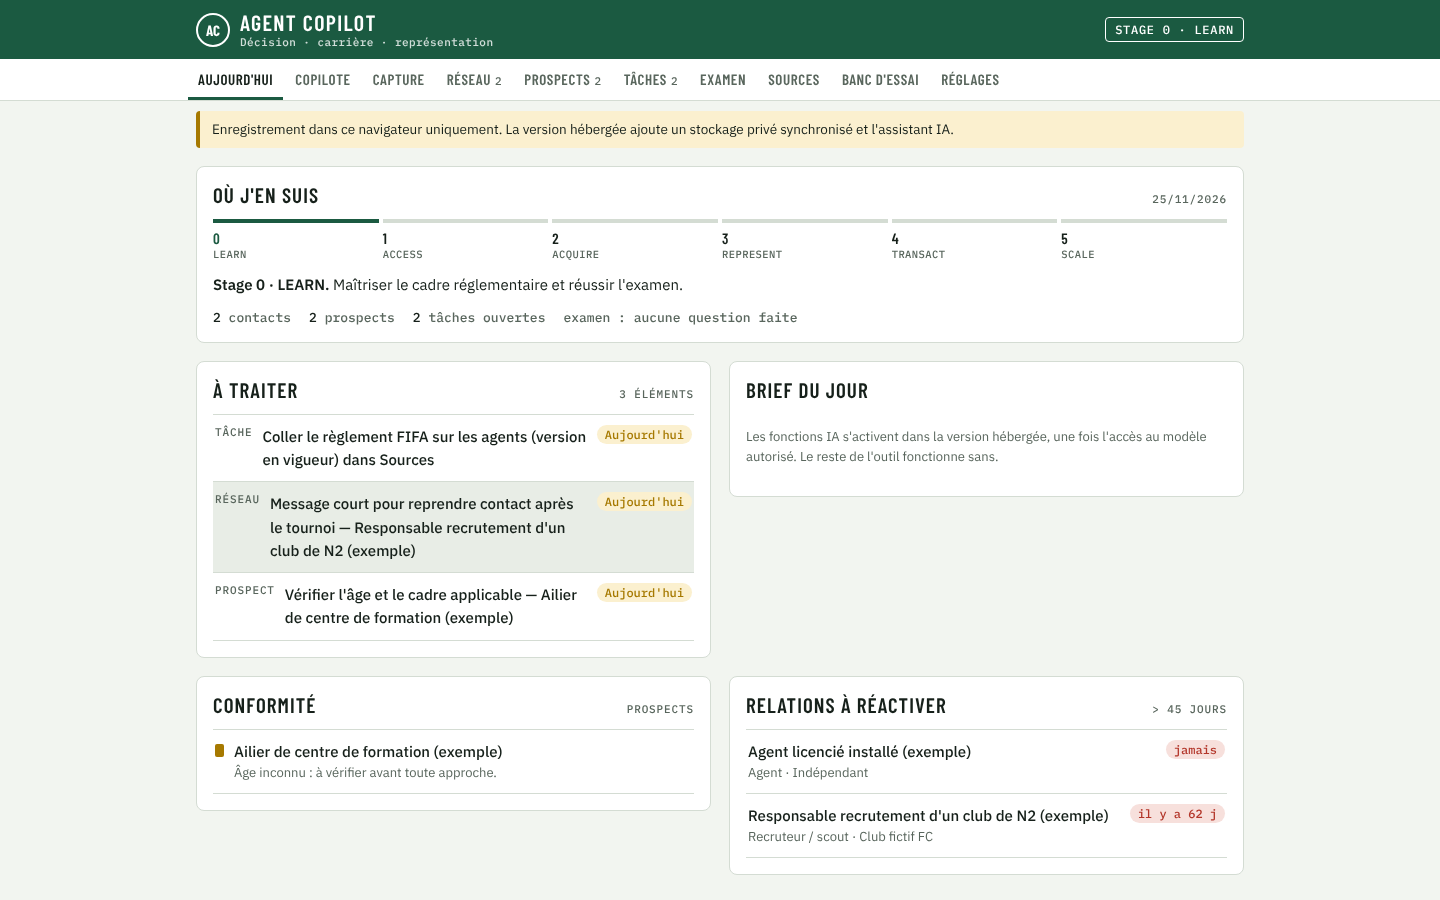 AC
AGENT COPILOT
Décision · carrière · représentation
STAGE 0 · LEARN
AUJOURD'HUI COPILOTE CAPTURE RÉSEAU 2 PROSPECTS 2 TÂCHES 2 EXAMEN SOURCES BANC D'ESSAI RÉGLAGES
Enregistrement dans ce navigateur uniquement. La version hébergée ajoute un stockage privé synchronisé et l'assistant IA.
OÙ J'EN SUIS
25/11/2026
0 1 2 3 4 5
LEARN ACCESS ACQUIRE REPRESENT TRANSACT SCALE
Stage 0 · LEARN. Maîtriser le cadre réglementaire et réussir l'examen.
2 contacts 2 prospects 2 tâches ouvertes examen : aucune question faite
À TRAITER
3 ÉLÉMENTS
TÂCHE
Coller le règlement FIFA sur les agents (version
en vigueur) dans Sources
Aujourd'hui
RÉSEAU
Message court pour reprendre contact après
le tournoi — Responsable recrutement d'un
club de N2 (exemple)
Aujourd'hui
PROSPECT
Vérifier l'âge et le cadre applicable — Ailier
de centre de formation (exemple)
Aujourd'hui
BRIEF DU JOUR
Les fonctions IA s'activent dans la version hébergée, une fois l'accès au modèle
autorisé. Le reste de l'outil fonctionne sans.
CONFORMITÉ
PROSPECTS
Ailier de centre de formation (exemple)
Âge inconnu : à vérifier avant toute approche.
RELATIONS À RÉACTIVER
> 45 JOURS
Agent licencié installé (exemple)
jamais
Agent · Indépendant
Responsable recrutement d'un club de N2 (exemple)
il y a 62 j
Recruteur / scout · Club fictif FC